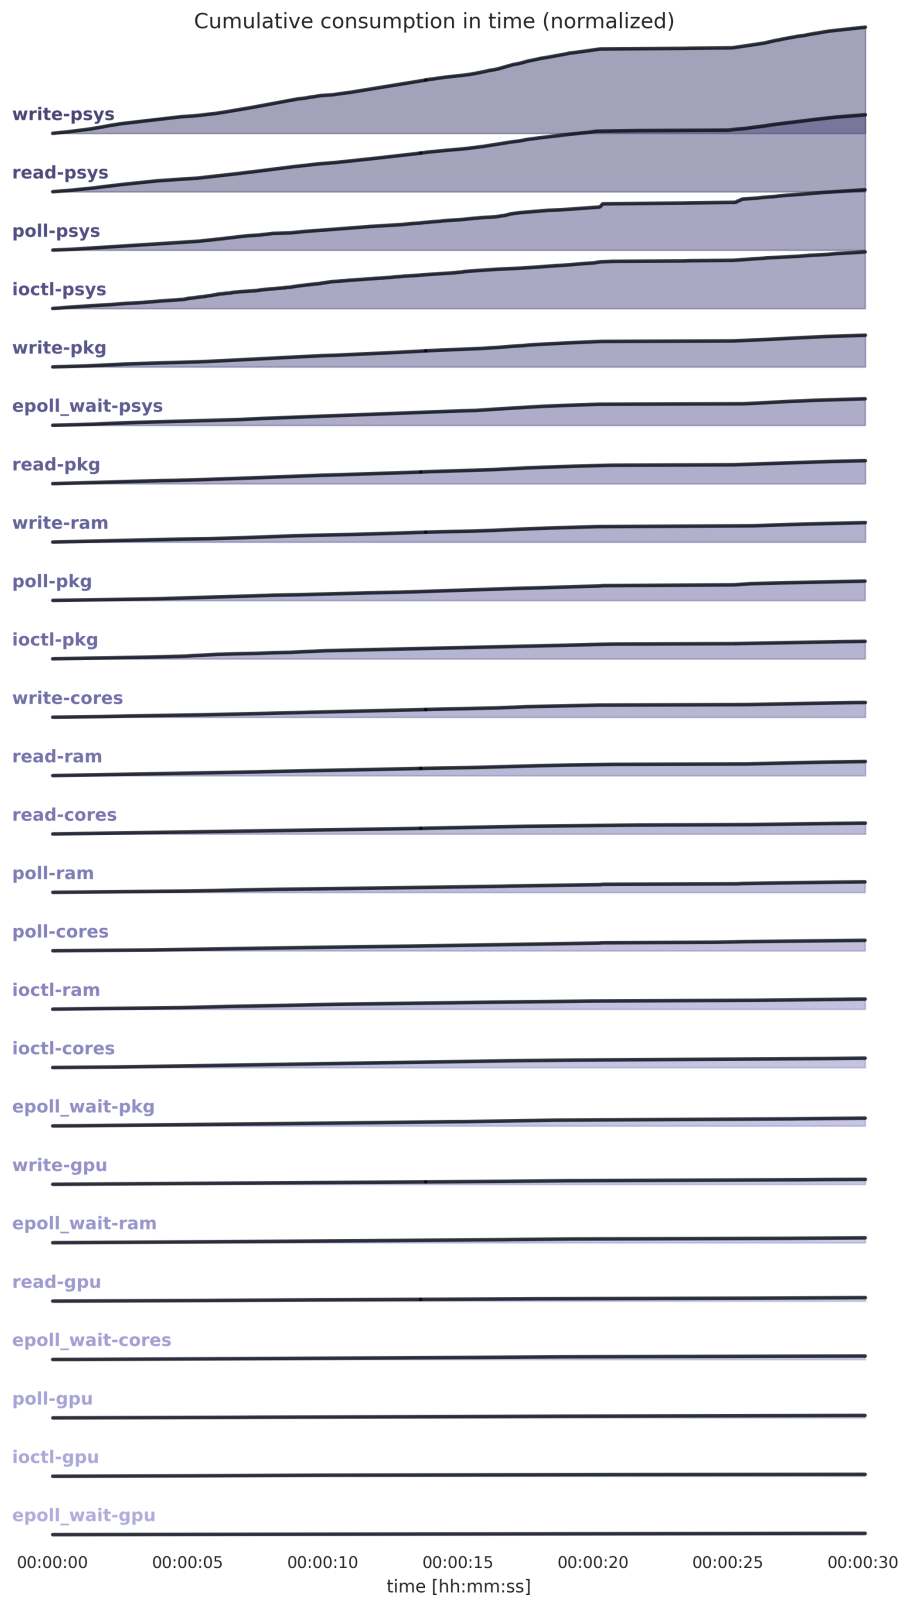 Cumulative consumption in time (normalized)
write-psys
read-psys
poll-psys
ioctl-psys
write-pkg
epoll_wait-psys
read-pkg
write-ram
poll-pkg
ioctl-pkg
write-cores
read-ram
read-cores
poll-ram
poll-cores
ioctl-ram
ioctl-cores
epoll_wait-pkg
write-gpu
epoll_wait-ram
read-gpu
epoll_wait-cores
poll-gpu
ioctl-gpu
epoll_wait-gpu
00:00:00 00:00:05 00:00:10 00:00:15 00:00:20 00:00:25 00:00:30
time [hh:mm:ss]